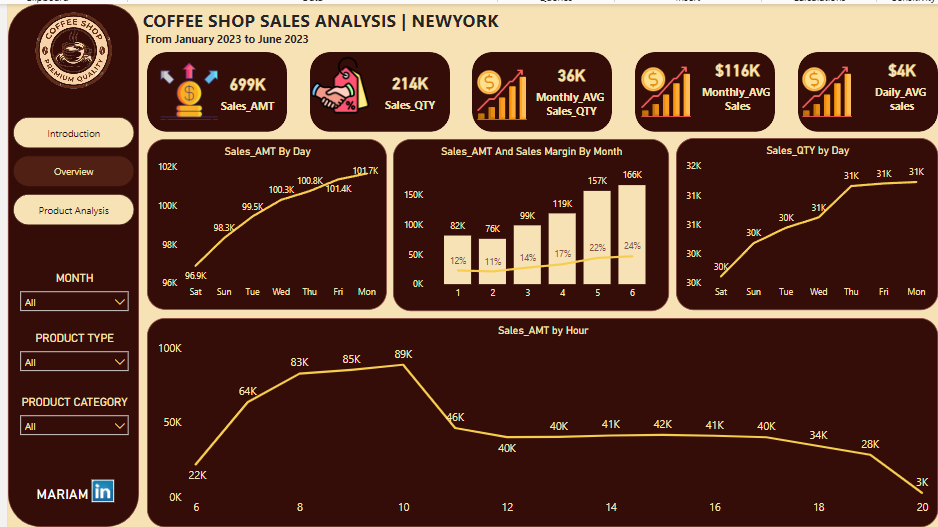 COFFEE SHOP
PREMIUM QUALITY
COFFEE SHOP SALES ANALYSIS | NEWYORK
From January 2023 to June 2023
699K
Sales_AMT
214K
Sales_QTY
%
36K
Monthly_AVG
Sales_QTY
$116K
Monthly_AVG
Sales
$4K
Daily_AVG
sales
Introduction
Overview
Product Analysis
MONTH
All
PRODUCT TYPE
All
PRODUCT CATEGORY
All
MARIAM in
Sales_AMT By Day
102K
100K
98K
96K
96.9K
98.3K
99.5K
100.3K
100.8K
101.4K
101.7K
Sat Sun Tue Wed Thu Fri Mon
Sales_AMT And Sales Margin By Month
150K
100K
50K
0K
82K 76K 99K 119K 157K 166K
12% 11% 14% 17% 22% 24%
1 2 3 4 5 6
Sales_QTY by Day
32K
31K
31K
30K
30K
30K 30K 30K 31K 31K 31K 31K
Sat Sun Tue Wed Thu Fri Mon
Sales_AMT by Hour
100K
50K
0K
22K 64K 83K 85K 89K 46K 40K 40K 41K 42K 41K 40K 34K 28K 3K
6 8 10 12 14 16 18 20